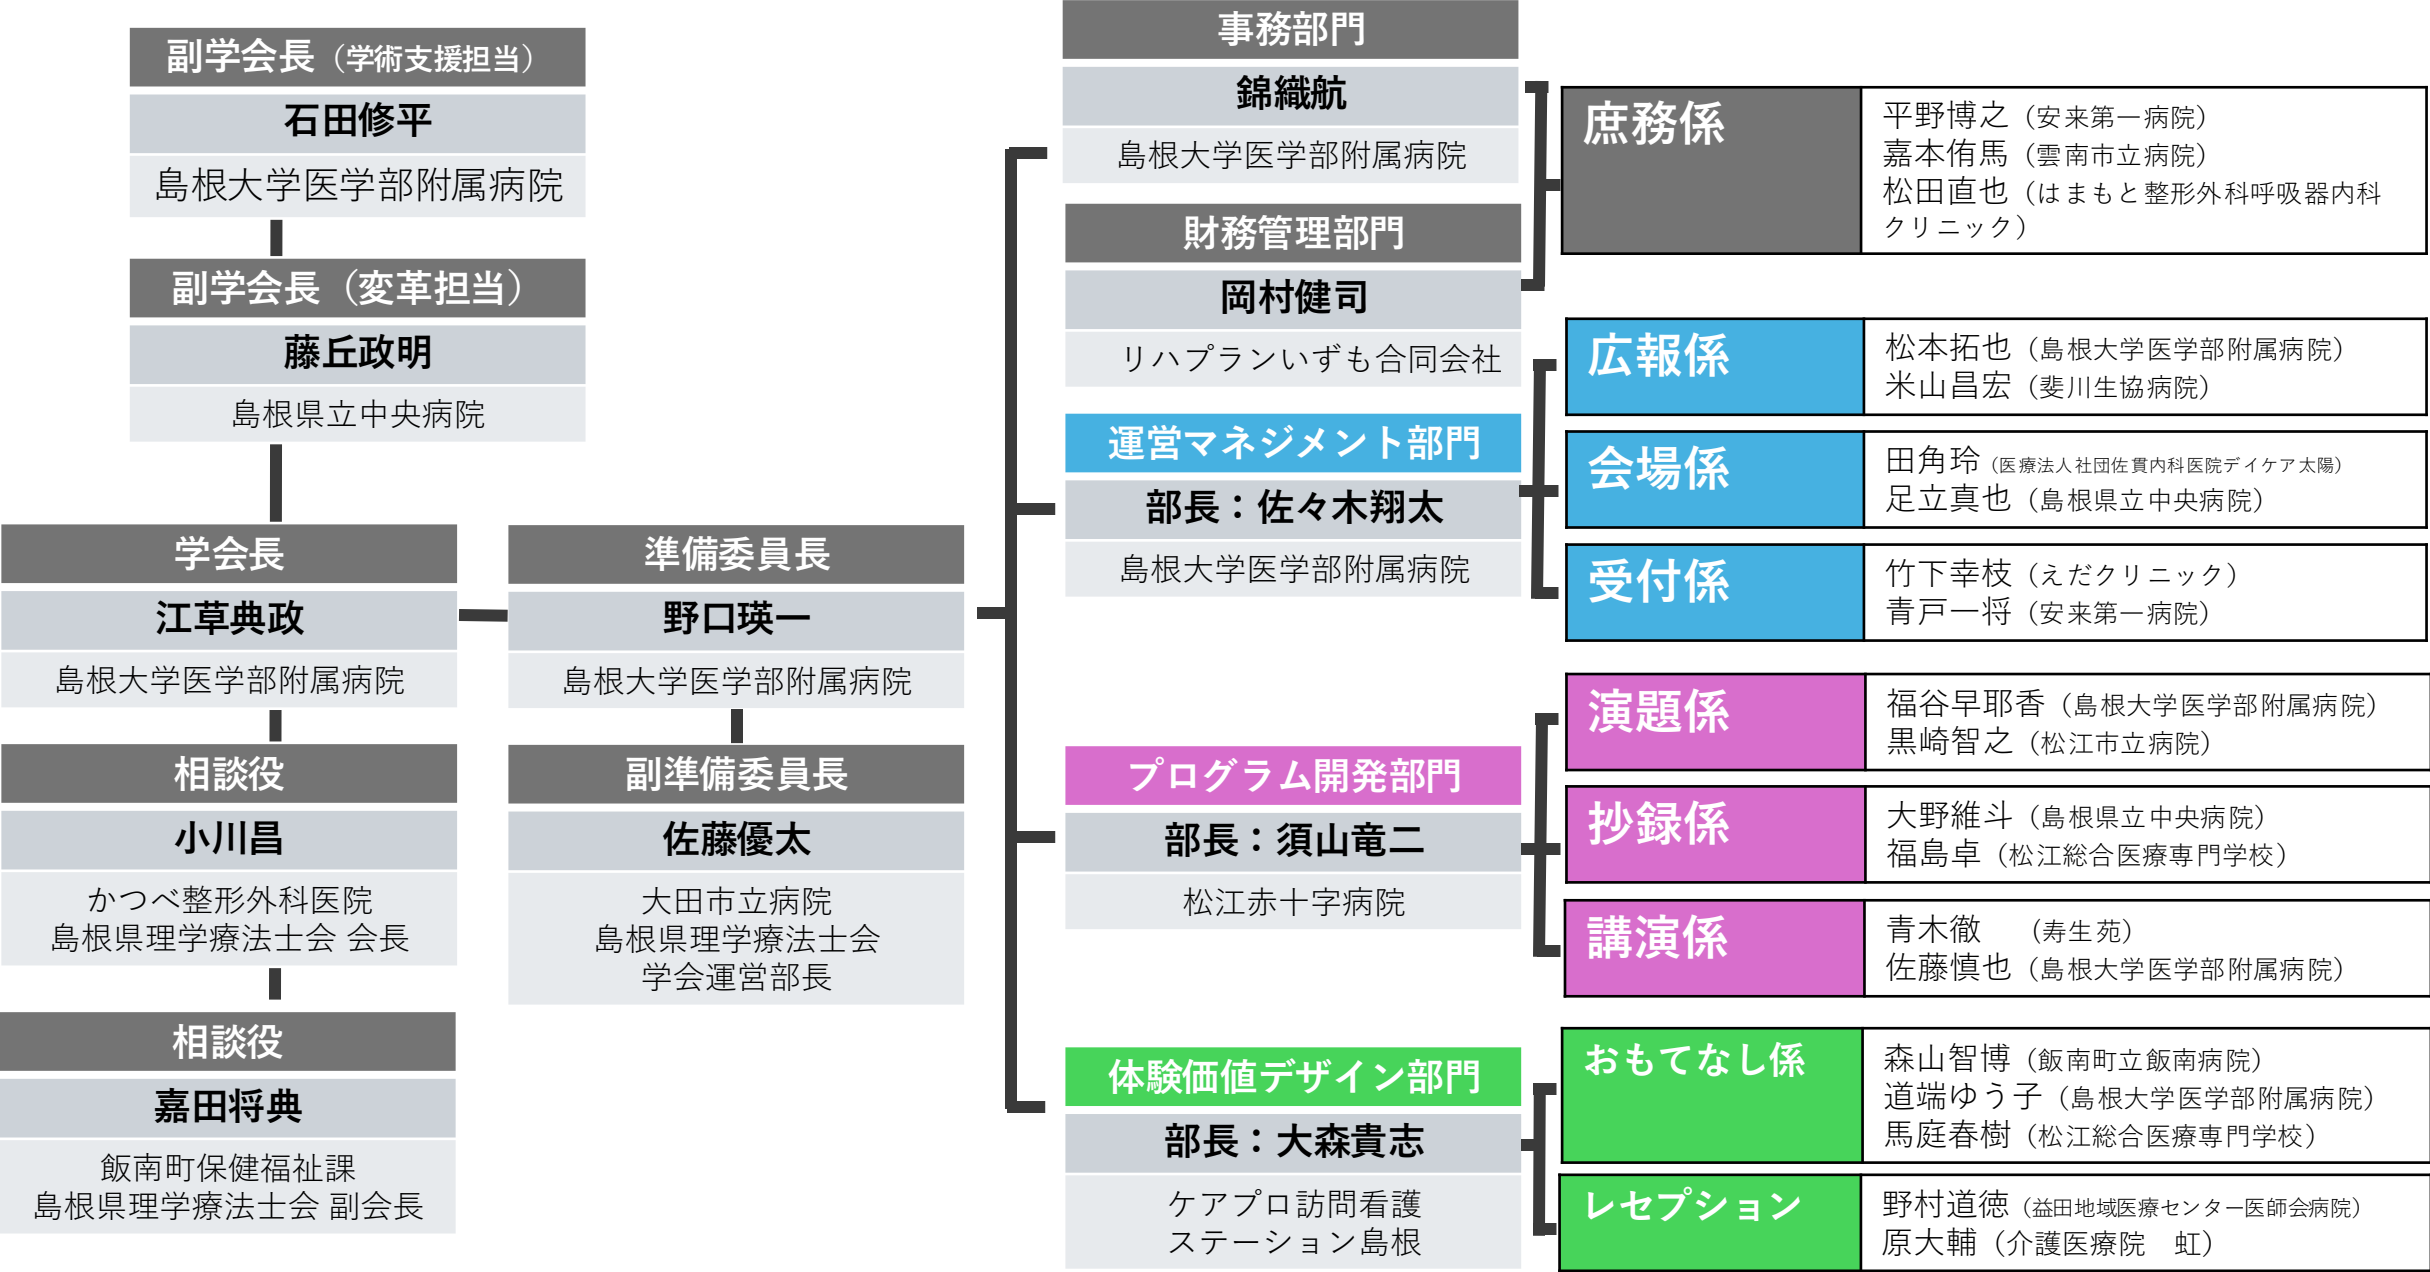 副学会長（学術支援担当）
石田修平
島根大学医学部附属病院
副学会長（変革担当）
藤丘政明
島根県立中央病院
学会長
江草典政
島根大学医学部附属病院
相談役
小川昌
かつべ整形外科医院
島根県理学療法士会 会長
相談役
嘉田将典
飯南町保健福祉課
島根県理学療法士会 副会長
準備委員長
野口瑛一
島根大学医学部附属病院
副準備委員長
佐藤優太
大田市立病院
島根県理学療法士会
学会運営部長
事務部門
錦織航
島根大学医学部附属病院
財務管理部門
岡村健司
リハプランいずも合同会社
庶務係
平野博之（安来第一病院）
嘉本侑馬（雲南市立病院）
松田直也（はまもと整形外科呼吸器内科
クリニック）
運営マネジメント部門
部長：佐々木翔太
島根大学医学部附属病院
広報係
松本拓也（島根大学医学部附属病院）
米山昌宏（斐川生協病院）
会場係
田角玲（医療法人社団佐貫内科医院デイケア太陽）
足立真也（島根県立中央病院）
受付係
竹下幸枝（えだクリニック）
青戸一将（安来第一病院）
プログラム開発部門
部長：須山竜二
松江赤十字病院
演題係
福谷早耶香（島根大学医学部附属病院）
黒崎智之（松江市立病院）
抄録係
大野維斗（島根県立中央病院）
福島卓（松江総合医療専門学校）
講演係
青木徹　（寿生苑）
佐藤慎也（島根大学医学部附属病院）
体験価値デザイン部門
部長：大森貴志
ケアプロ訪問看護
ステーション島根
おもてなし係
森山智博（飯南町立飯南病院）
道端ゆう子（島根大学医学部附属病院）
馬庭春樹（松江総合医療専門学校）
レセプション
野村道徳（益田地域医療センター医師会病院）
原大輔（介護医療院　虹）